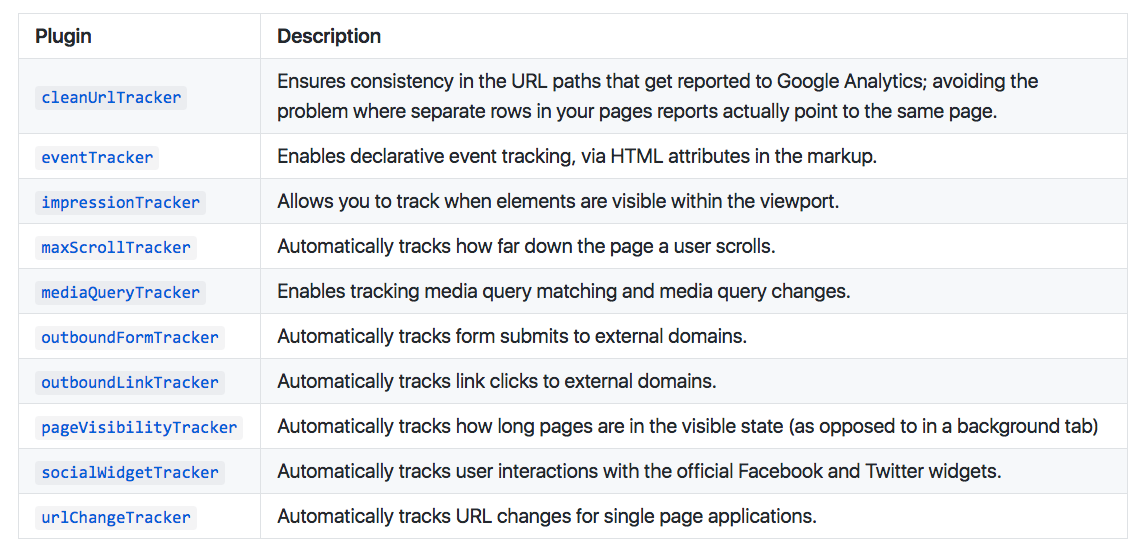 Plugin Description
cleanUrlTracker Ensures consistency in the URL paths that get reported to Google Analytics; avoiding the
problem where separate rows in your pages reports actually point to the same page.
eventTracker Enables declarative event tracking, via HTML attributes in the markup.
impressionTracker Allows you to track when elements are visible within the viewport.
maxScrollTracker Automatically tracks how far down the page a user scrolls.
mediaQueryTracker Enables tracking media query matching and media query changes.
outboundFormTracker Automatically tracks form submits to external domains.
outboundLinkTracker Automatically tracks link clicks to external domains.
pageVisibilityTracker Automatically tracks how long pages are in the visible state (as opposed to in a background tab)
socialWidgetTracker Automatically tracks user interactions with the official Facebook and Twitter widgets.
urlChangeTracker Automatically tracks URL changes for single page applications.